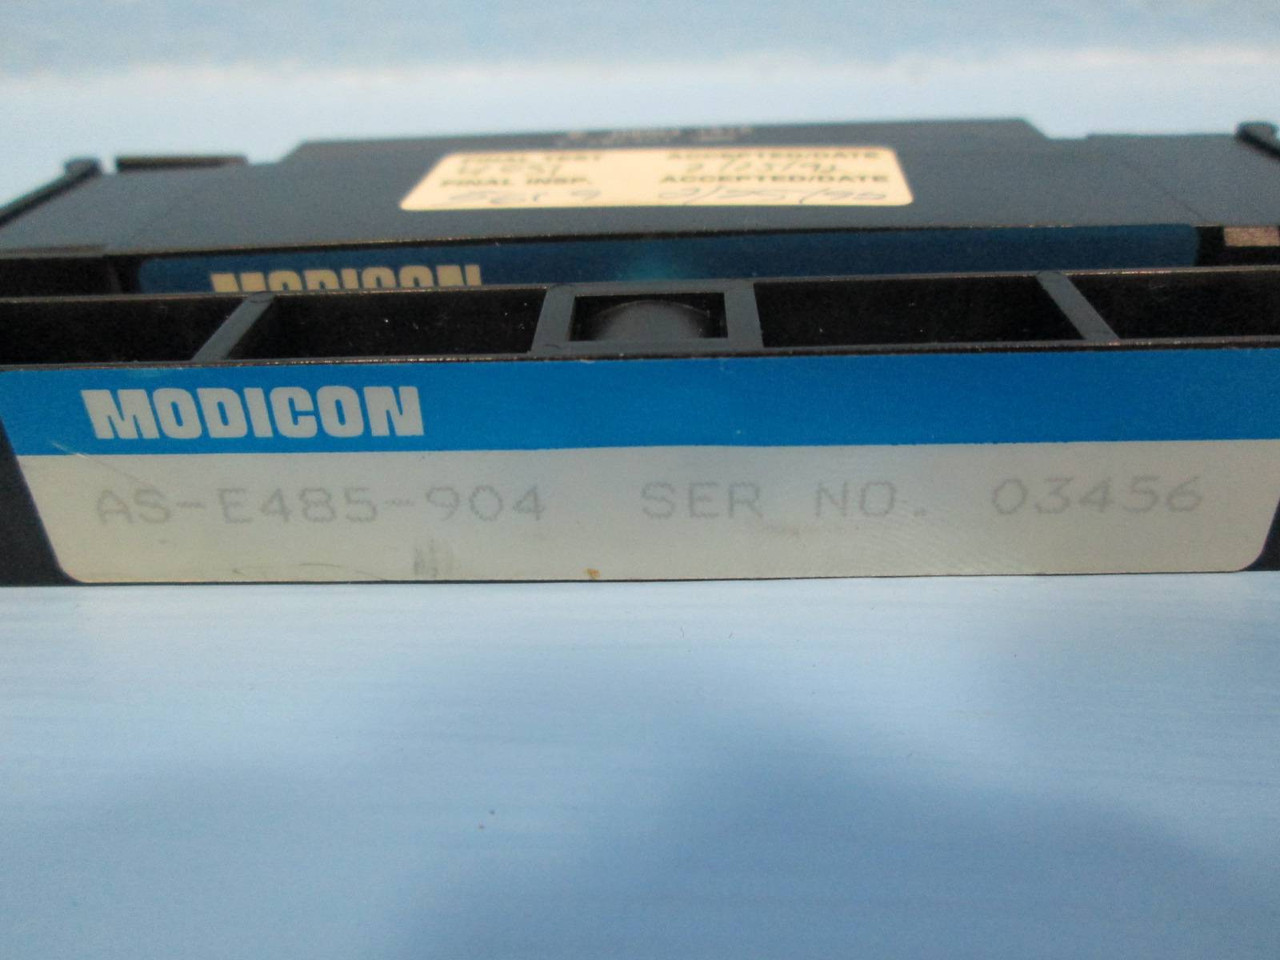 FINAL TEST ACCEPTED/DATE
FINAL INSP. ACCEPTED/DATE
MODICON
MODICON
AS-E485-904 SER NO. 03456